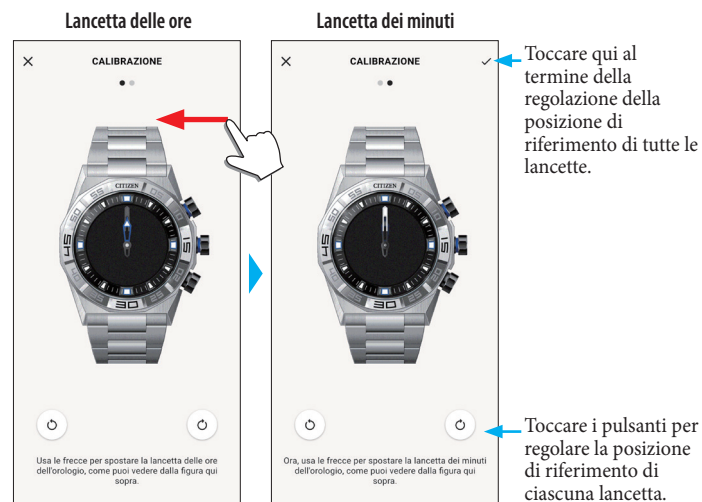 Lancetta delle ore
CALIBRAZIONE
CITIZEN
Usa le frecce per spostare la lancetta delle ore
dell'orologio, come puoi vedere dalla figura qui
sopra.
Lancetta dei minuti
CALIBRAZIONE
CITIZEN
Ora, usa le frecce per spostare la lancetta dei minuti
dell'orologio, come puoi vedere dalla figura qui
sopra.
Toccare qui al
termine della
regolazione della
posizione di
riferimento di tutte le
lancette.
Toccare i pulsanti per
regolare la posizione
di riferimento di
ciascuna lancetta.